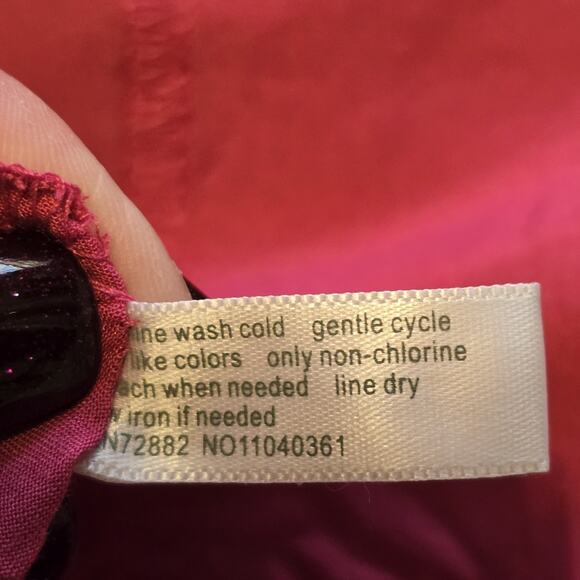 ine wash cold gentle cycle
like colors only non-chlorine
ach when needed line dry
w iron if needed
N72882 NO11040361